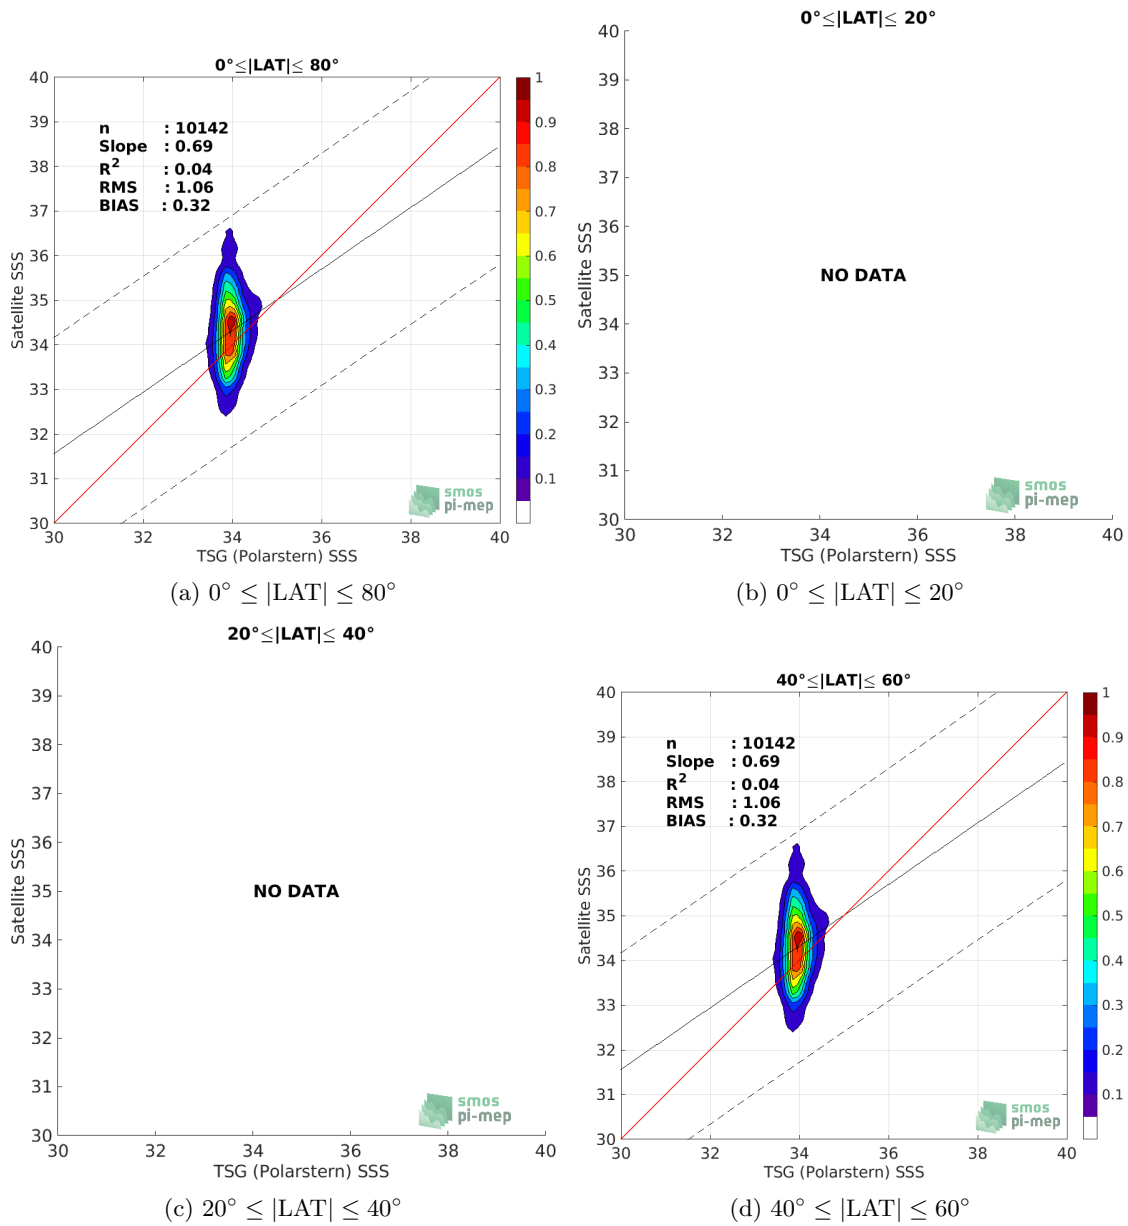 0°≤|LAT|≤ 80°
40
39
38
37
36
35
34
33
32
31
30
Satellite SSS
n : 10142
Slope : 0.69
R2 : 0.04
RMS : 1.06
BIAS : 0.32
1
0.9
0.8
0.7
0.6
0.5
0.4
0.3
0.2
0.1
smos
pi-mep
30 32 34 36 38 40
TSG (Polarstern) SSS
(a) 0° ≤ |LAT| ≤ 80°
0°≤|LAT|≤ 20°
40
39
38
37
36
35
34
33
32
31
30
Satellite SSS
NO DATA
smos
pi-mep
30 32 34 36 38 40
TSG (Polarstern) SSS
(b) 0° ≤ |LAT| ≤ 20°
20°≤|LAT|≤ 40°
40
39
38
37
36
35
34
33
32
31
30
Satellite SSS
NO DATA
smos
pi-mep
30 32 34 36 38 40
TSG (Polarstern) SSS
(c) 20° ≤ |LAT| ≤ 40°
40°≤|LAT|≤ 60°
40
39
38
37
36
35
34
33
32
31
30
Satellite SSS
n : 10142
Slope : 0.69
R2 : 0.04
RMS : 1.06
BIAS : 0.32
1
0.9
0.8
0.7
0.6
0.5
0.4
0.3
0.2
0.1
smos
pi-mep
30 32 34 36 38 40
TSG (Polarstern) SSS
(d) 40° ≤ |LAT| ≤ 60°